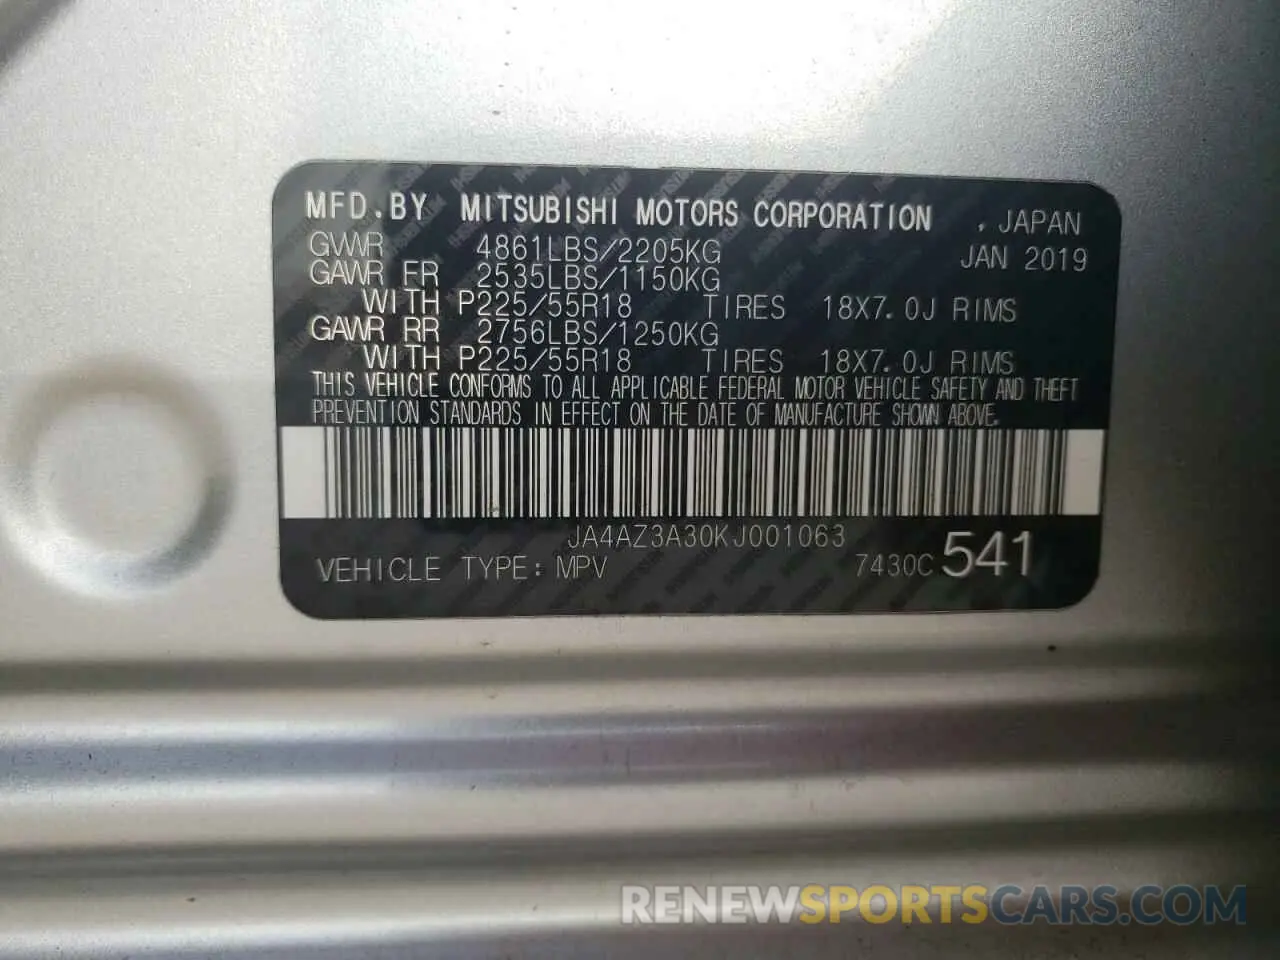 MFD.BY MITSUBISHI MOTORS CORPORATION , JAPAN
GVWR 4861LBS/2205KG JAN 2019
GAWR FR 2535LBS/1150KG
WITH P225/55R18 TIRES 18X7.0J RIMS
GAWR RR 2756LBS/1250KG
WITH P225/55R18 TIRES 18X7.0J RIMS
THIS VEHICLE CONFORMS TO ALL APPLICABLE FEDERAL MOTOR VEHICLE SAFETY AND THEFT
PREVENTION STANDARDS IN EFFECT ON THE DATE OF MANUFACTURE SHOWN ABOVE.
JA4AZ3A30KJ001063
VEHICLE TYPE: MPV 7430C 541
RENEWSPORTSCARS.COM